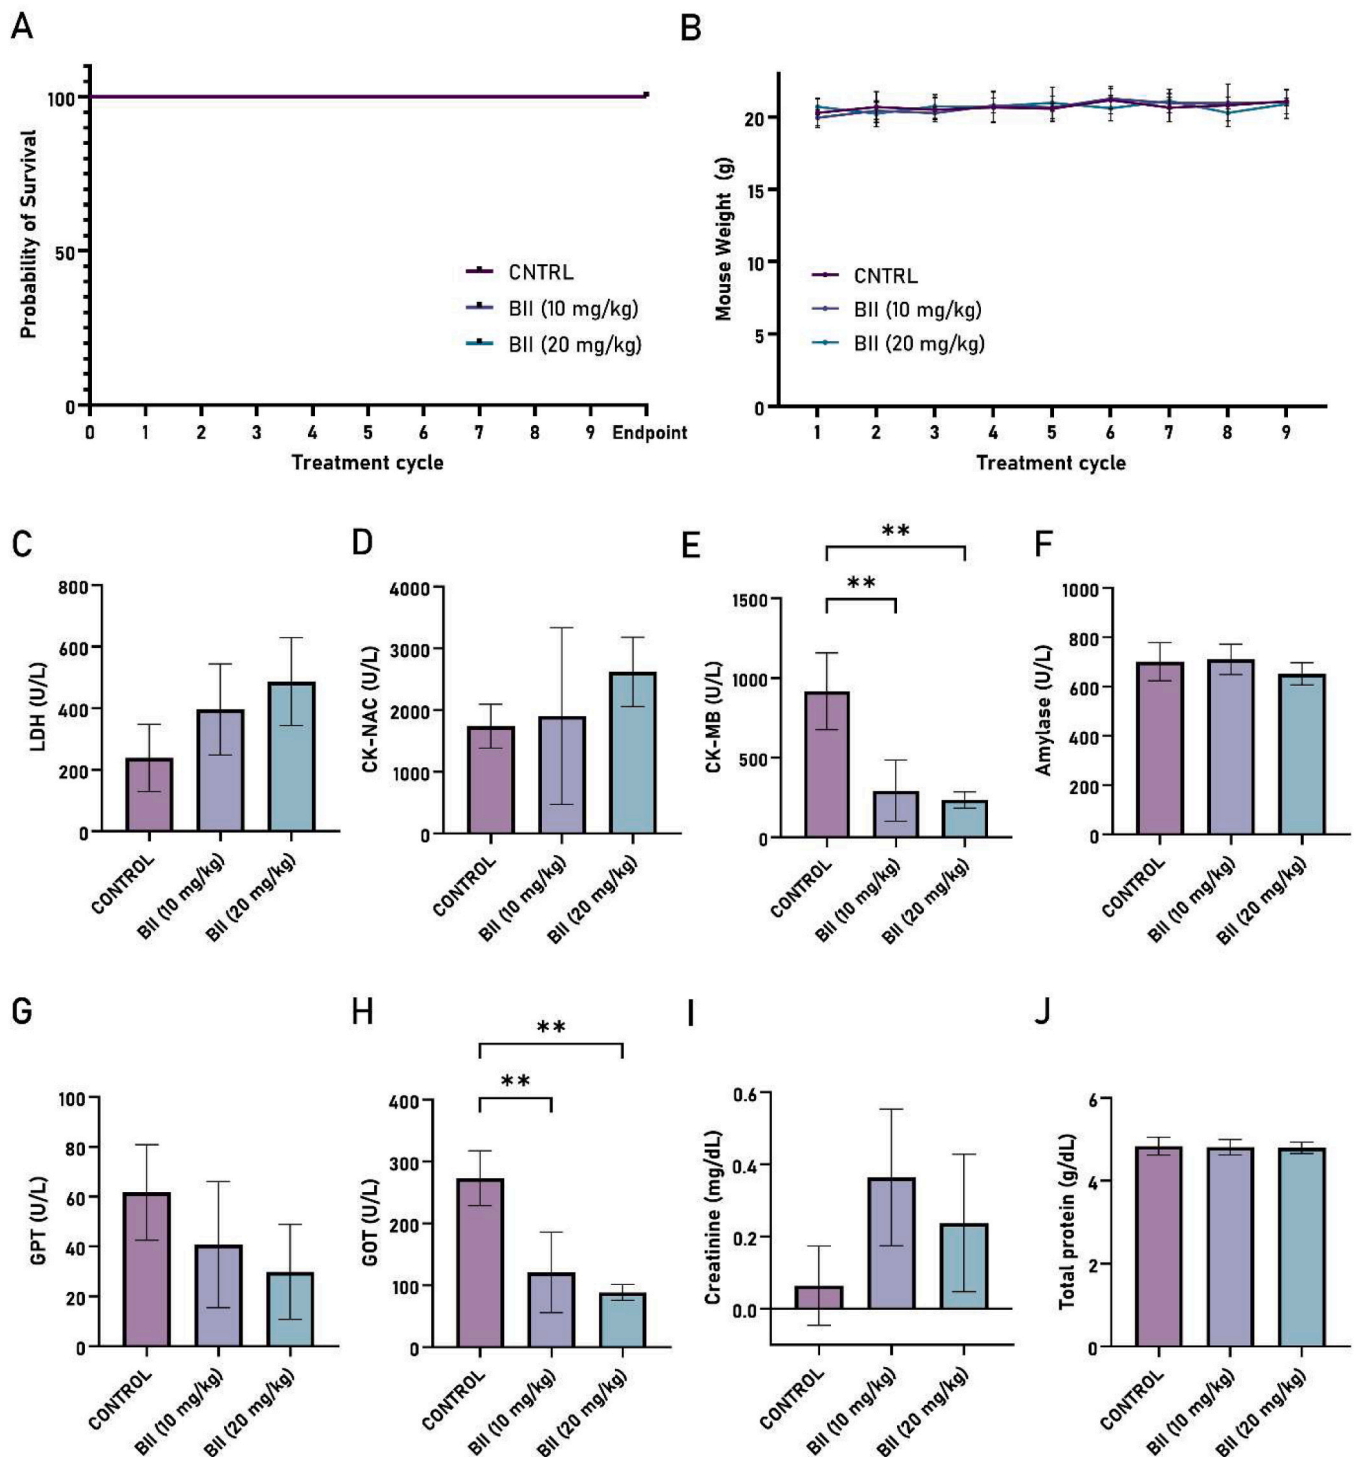 A
Probability of Survival
100
50
0
0 1 2 3 4 5 6 7 8 9 Endpoint
Treatment cycle
CNTRL
BII (10 mg/kg)
BII (20 mg/kg)
B
Mouse Weight (g)
20
15
10
5
0
1 2 3 4 5 6 7 8 9
Treatment cycle
CNTRL
BII (10 mg/kg)
BII (20 mg/kg)
C
LDH (U/L)
800
600
400
200
0
CONTROL
BII (10 mg/kg)
BII (20 mg/kg)
D
CK-NAC (U/L)
4000
3000
2000
1000
0
CONTROL
BII (10 mg/kg)
BII (20 mg/kg)
E
**
**
CK-MB (U/L)
1500
1000
500
0
CONTROL
BII (10 mg/kg)
BII (20 mg/kg)
F
Amylase (U/L)
1000
800
600
400
200
0
CONTROL
BII (10 mg/kg)
BII (20 mg/kg)
G
GPT (U/L)
100
80
60
40
20
0
CONTROL
BII (10 mg/kg)
BII (20 mg/kg)
H
**
**
GOT (U/L)
400
300
200
100
0
CONTROL
BII (10 mg/kg)
BII (20 mg/kg)
I
Creatinine (mg/dL)
0.6
0.4
0.2
0.0
CONTROL
BII (10 mg/kg)
BII (20 mg/kg)
J
Total protein (g/dL)
6
4
2
0
CONTROL
BII (10 mg/kg)
BII (20 mg/kg)